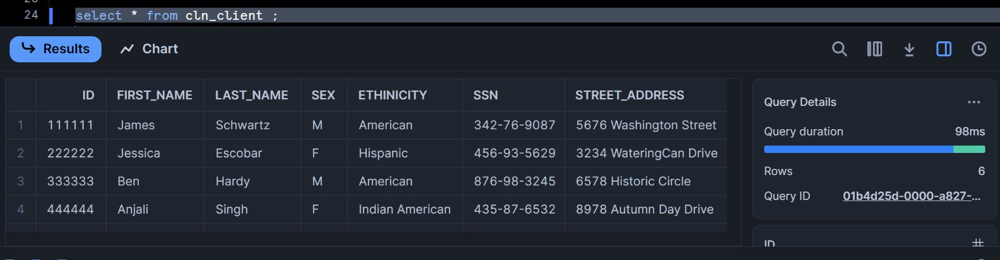 24 select * from cln_client ;
Results Chart
ID FIRST_NAME LAST_NAME SEX ETHINICITY SSN STREET_ADDRESS
1 111111 James Schwartz M American 342-76-9087 5676 Washington Street
2 222222 Jessica Escobar F Hispanic 456-93-5629 3234 WateringCan Drive
3 333333 Ben Hardy M American 876-98-3245 6578 Historic Circle
4 444444 Anjali Singh F Indian American 435-87-6532 8978 Autumn Day Drive
Query Details ...
Query duration 98ms
Rows 6
Query ID 01b4d25d-0000-a827-...
ID #